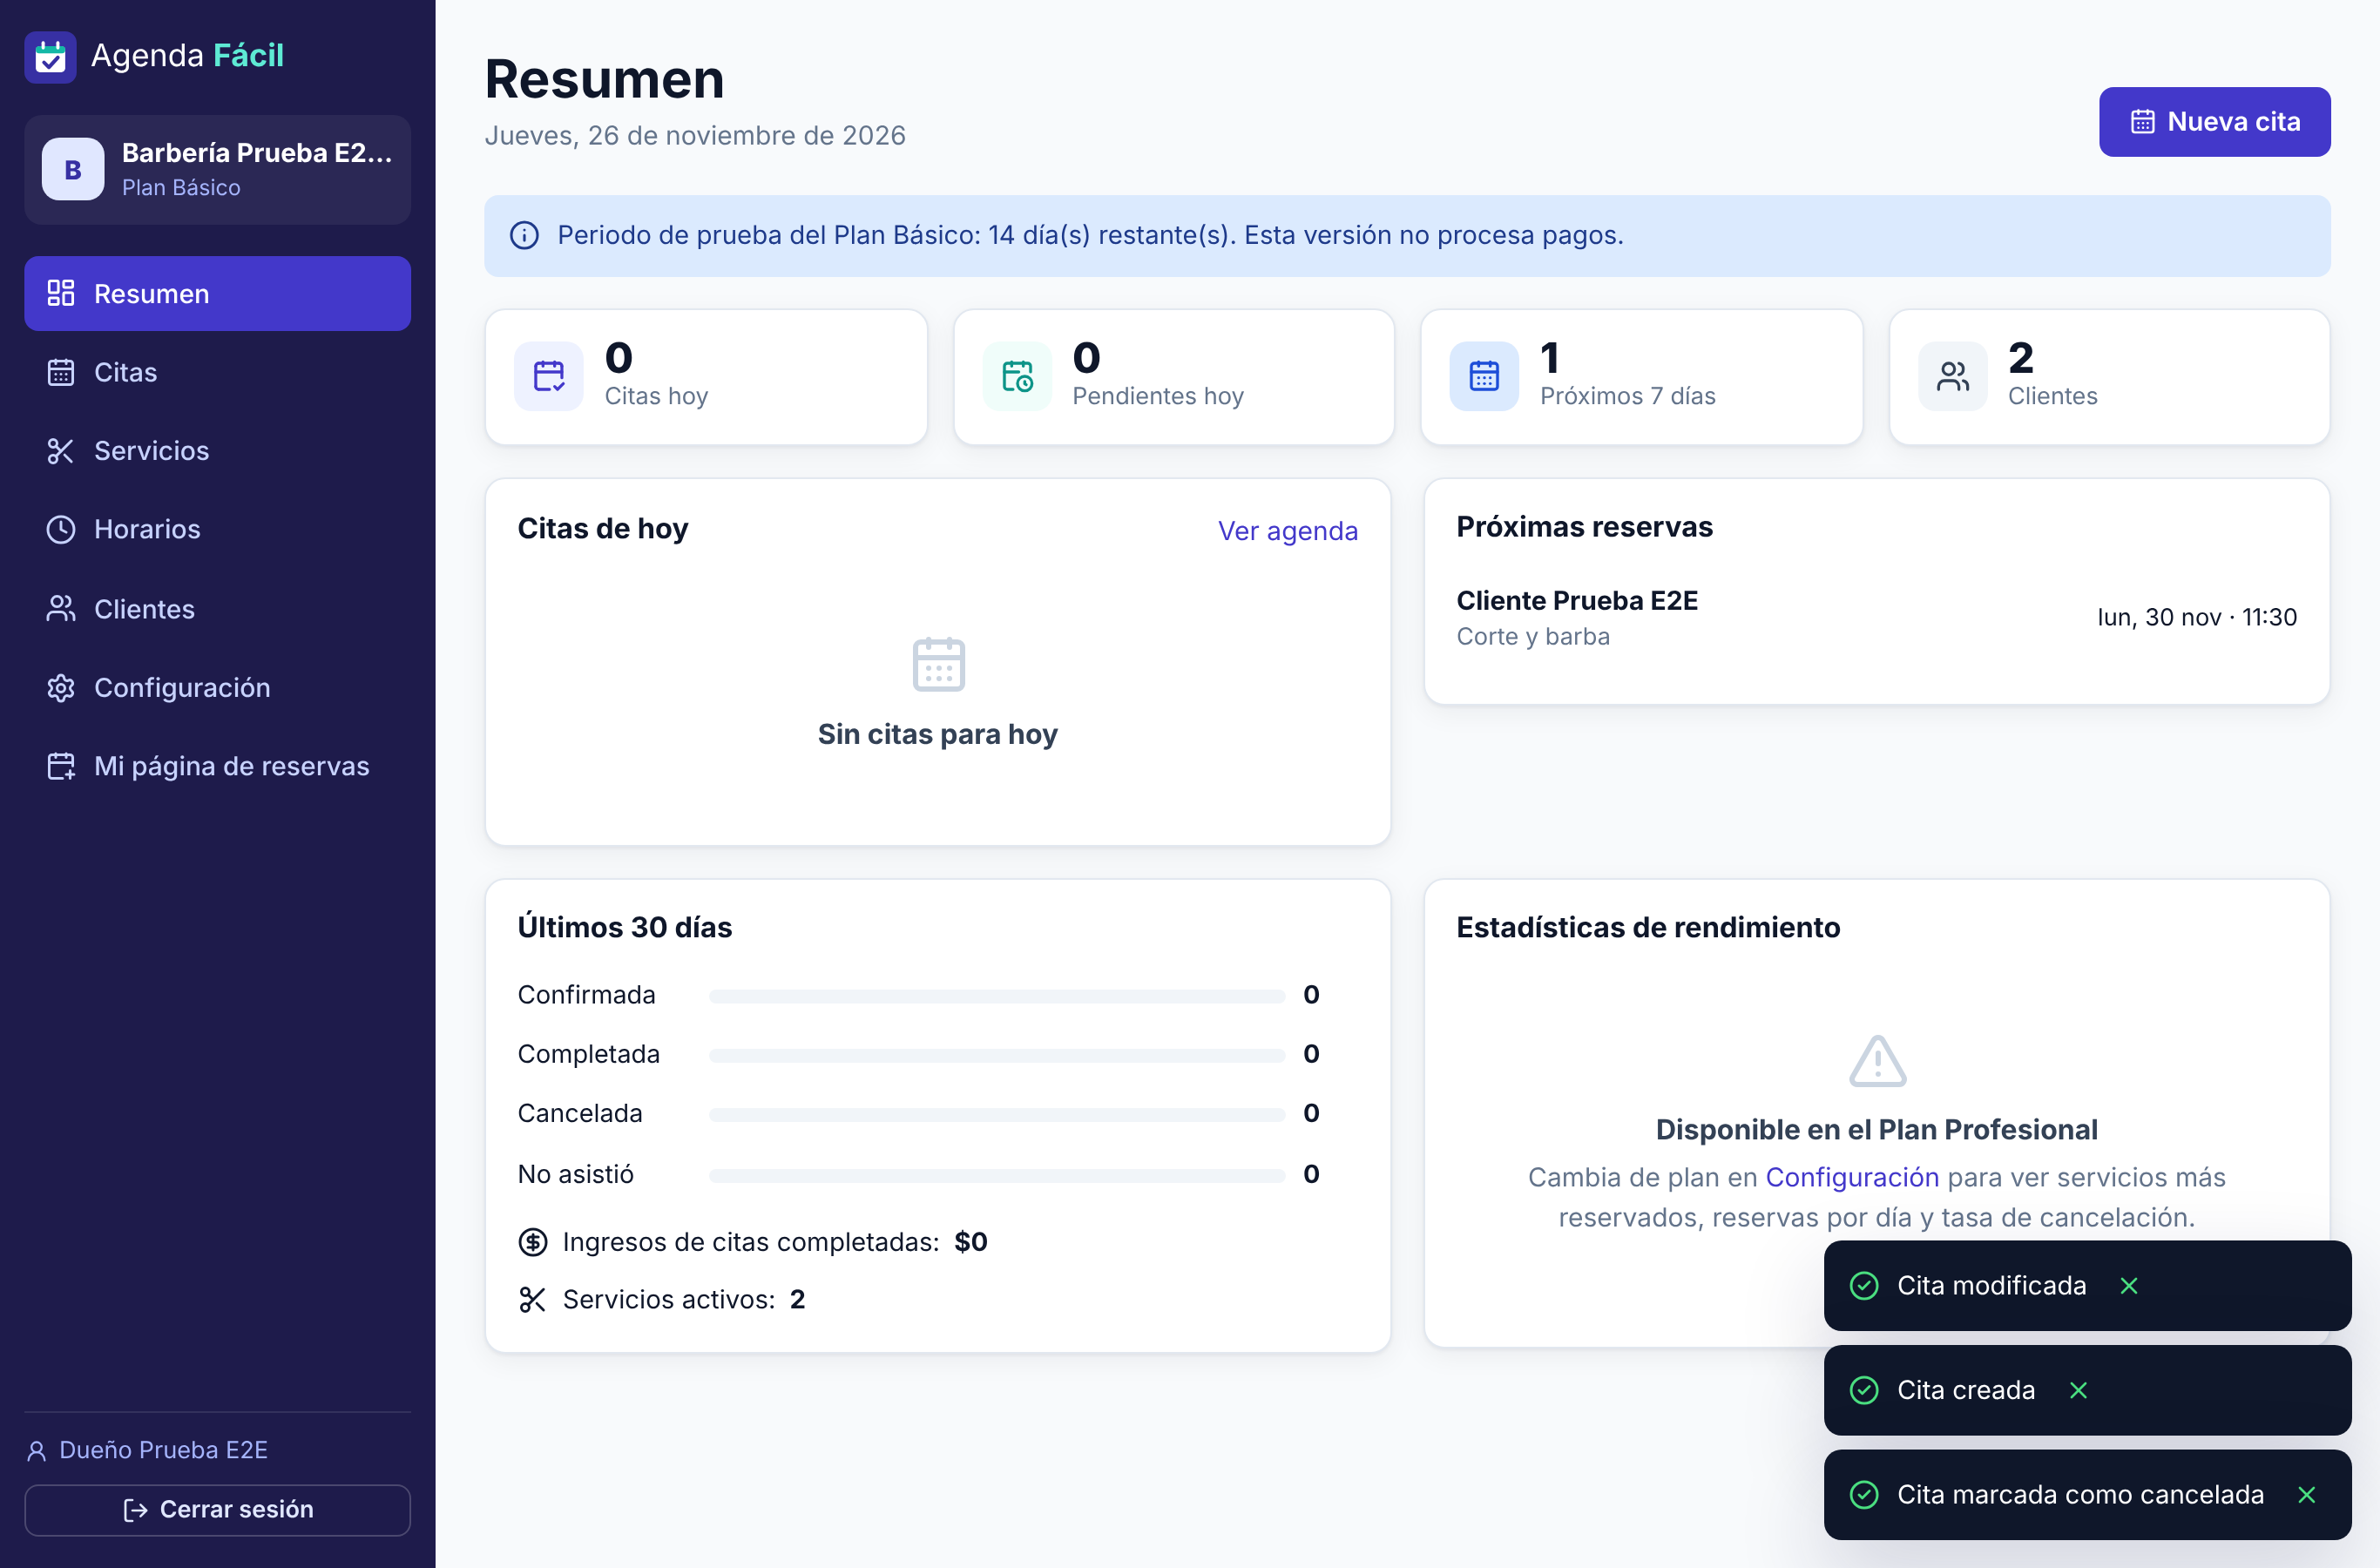 Agenda Fácil
B
Barbería Prueba E2...
Plan Básico
Resumen
Citas
Servicios
Horarios
Clientes
Configuración
Mi página de reservas
Dueño Prueba E2E
Cerrar sesión
Resumen
Jueves, 26 de noviembre de 2026
Nueva cita
Periodo de prueba del Plan Básico: 14 día(s) restante(s). Esta versión no procesa pagos.
0
Citas hoy
0
Pendientes hoy
1
Próximos 7 días
2
Clientes
Citas de hoy
Ver agenda
Sin citas para hoy
Próximas reservas
Cliente Prueba E2E
Corte y barba
lun, 30 nov · 11:30
Últimos 30 días
Confirmada 0
Completada 0
Cancelada 0
No asistió 0
Ingresos de citas completadas: $0
Servicios activos: 2
Estadísticas de rendimiento
Disponible en el Plan Profesional
Cambia de plan en Configuración para ver servicios más
reservados, reservas por día y tasa de cancelación.
Cita modificada
Cita creada
Cita marcada como cancelada